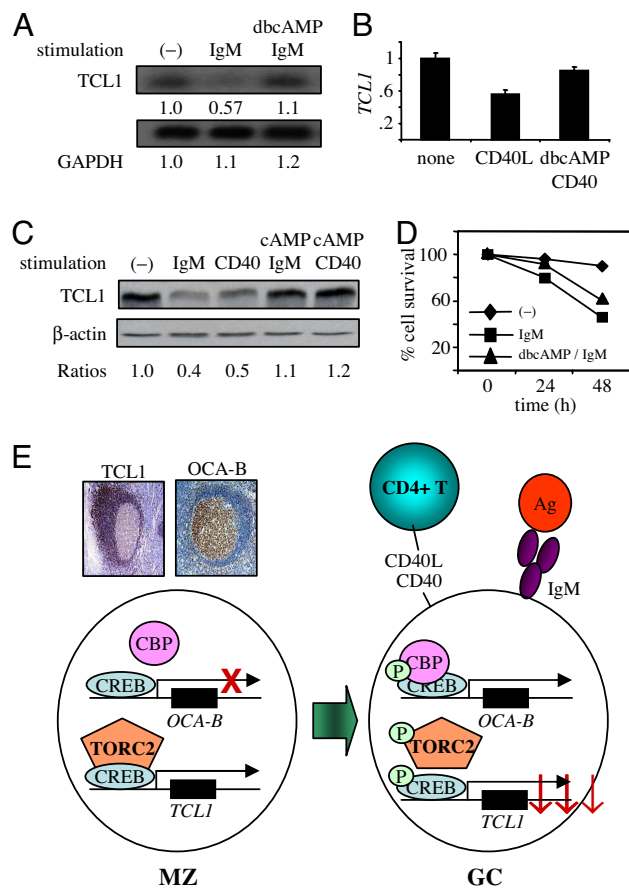 A
dbcAMP
stimulation (–) IgM IgM
TCL1
1.0 0.57 1.1
GAPDH
1.0 1.1 1.2
B
TCL1
1
.6
.2
none CD40L dbcAMP
CD40
C
cAMP cAMP
stimulation (–) IgM CD40 IgM CD40
TCL1
β-actin
Ratios 1.0 0.4 0.5 1.1 1.2
D
% cell survival
100
60
20
(–)
IgM
dbcAMP / IgM
0 24 48
time (h)
E
TCL1 OCA-B
CD4+ T
Ag
CD40L
CD40
IgM
CBP
CREB
X
OCA-B
TORC2
CREB
TCL1
MZ
P
CBP
CREB
OCA-B
P
TORC2
P
CREB
TCL1
GC